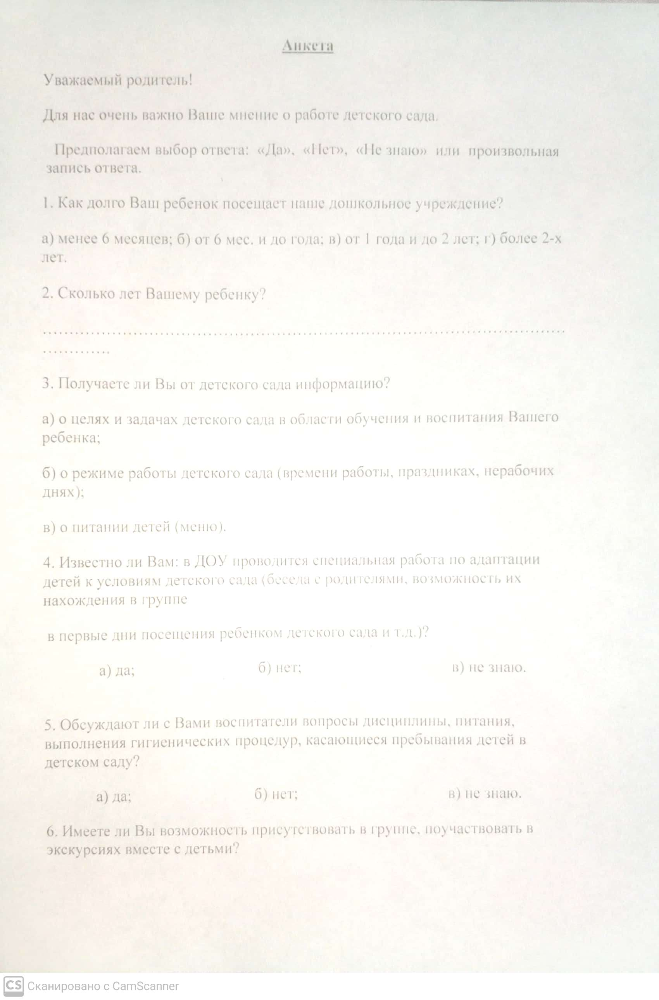 Анкета
Уважаемый родитель!
Для нас очень важно Ваше мнение о работе детского сада.
Предполагаем выбор ответа: «Да», «Нет», «Не знаю» или произвольная
запись ответа.
1. Как долго Ваш ребенок посещает наше дошкольное учреждение?
а) менее 6 месяцев; б) от 6 мес. и до года; в) от 1 года и до 2 лет; г) более 2-х
лет.
2. Сколько лет Вашему ребенку?
....................................................................................................
.............
3. Получаете ли Вы от детского сада информацию?
а) о целях и задачах детского сада в области обучения и воспитания Вашего
ребенка;
б) о режиме работы детского сада (времени работы, праздниках, нерабочих
днях);
в) о питании детей (меню).
4. Известно ли Вам: в ДОУ проводится специальная работа по адаптации
детей к условиям детского сада (беседа с родителями, возможность их
нахождения в группе
в первые дни посещения ребенком детского сада и т.д.)?
а) да; б) нет; в) не знаю.
5. Обсуждают ли с Вами воспитатели вопросы дисциплины, питания,
выполнения гигиенических процедур, касающиеся пребывания детей в
детском саду?
а) да; б) нет; в) не знаю.
6. Имеете ли Вы возможность присутствовать в группе, поучаствовать в
экскурсиях вместе с детьми?
CS Сканировано с CamScanner